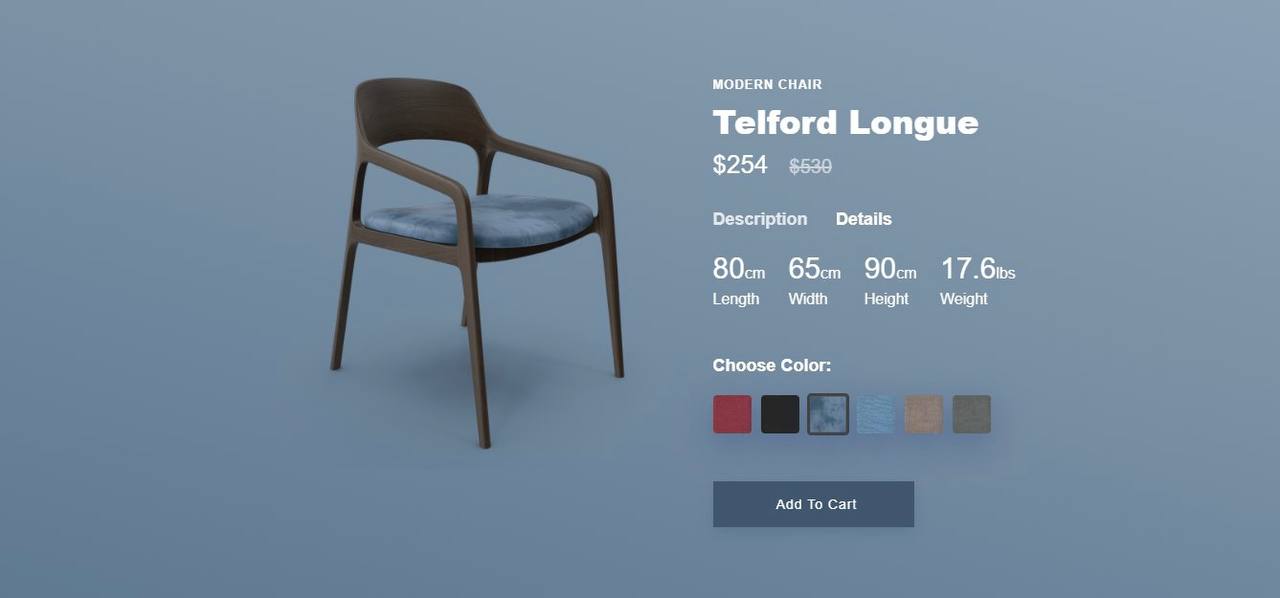 MODERN CHAIR
Telford Longue
$254 $530
Description Details
80cm 65cm 90cm 17.6lbs
Length Width Height Weight
Choose Color:
Add To Cart